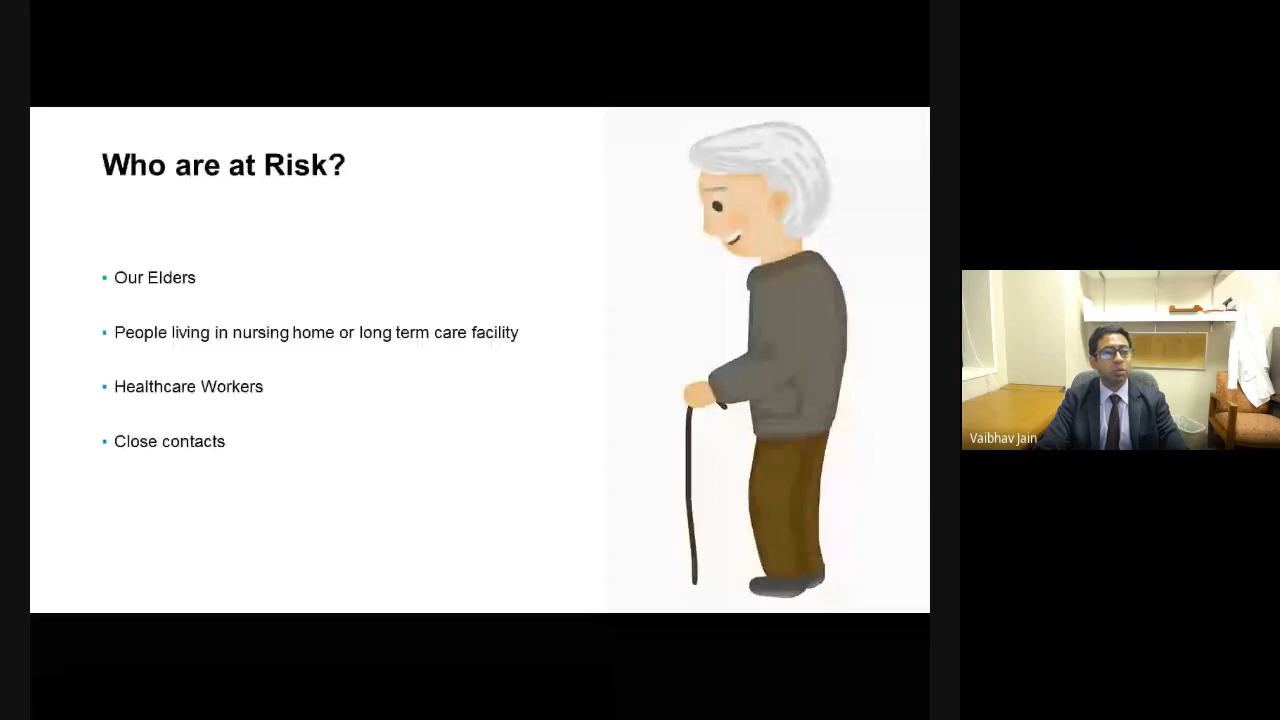 Who are at Risk?
• Our Elders
• People living in nursing home or long term care facility
• Healthcare Workers
• Close contacts
Vaibhav Jain